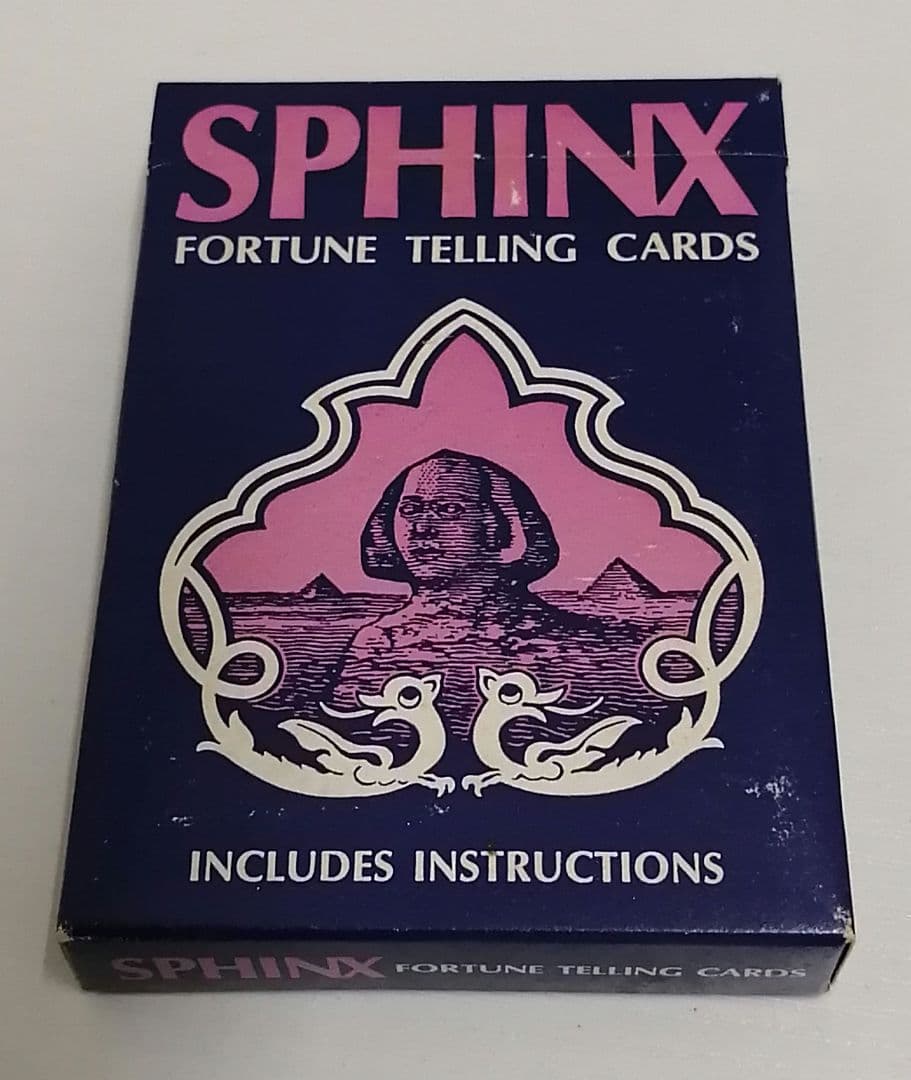 SPHINX
FORTUNE TELLING CARDS
INCLUDES INSTRUCTIONS
SPHINX FORTUNE TELLING CARDS